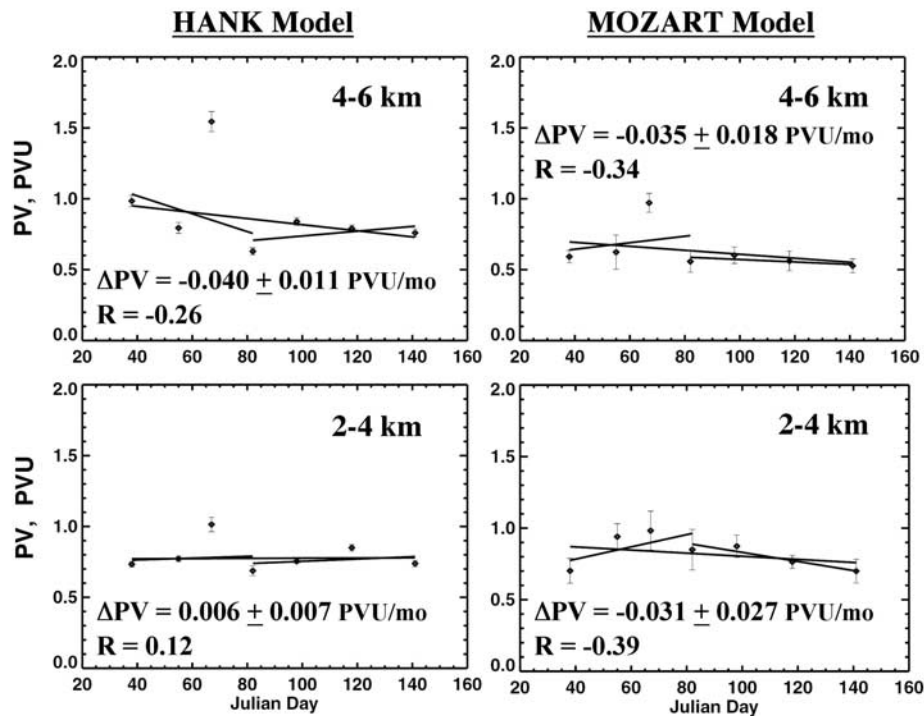 HANK Model
MOZART Model
2.0
1.5
1.0
0.5
0.0
PV, PVU
4-6 km
ΔPV = -0.040 ± 0.011 PVU/mo
R = -0.26
20 40 60 80 100 120 140 160
2.0
1.5
1.0
0.5
0.0
4-6 km
ΔPV = -0.035 ± 0.018 PVU/mo
R = -0.34
20 40 60 80 100 120 140 160
2.0
1.5
1.0
0.5
0.0
PV, PVU
2-4 km
ΔPV = 0.006 ± 0.007 PVU/mo
R = 0.12
20 40 60 80 100 120 140 160
Julian Day
2.0
1.5
1.0
0.5
0.0
2-4 km
ΔPV = -0.031 ± 0.027 PVU/mo
R = -0.39
20 40 60 80 100 120 140 160
Julian Day